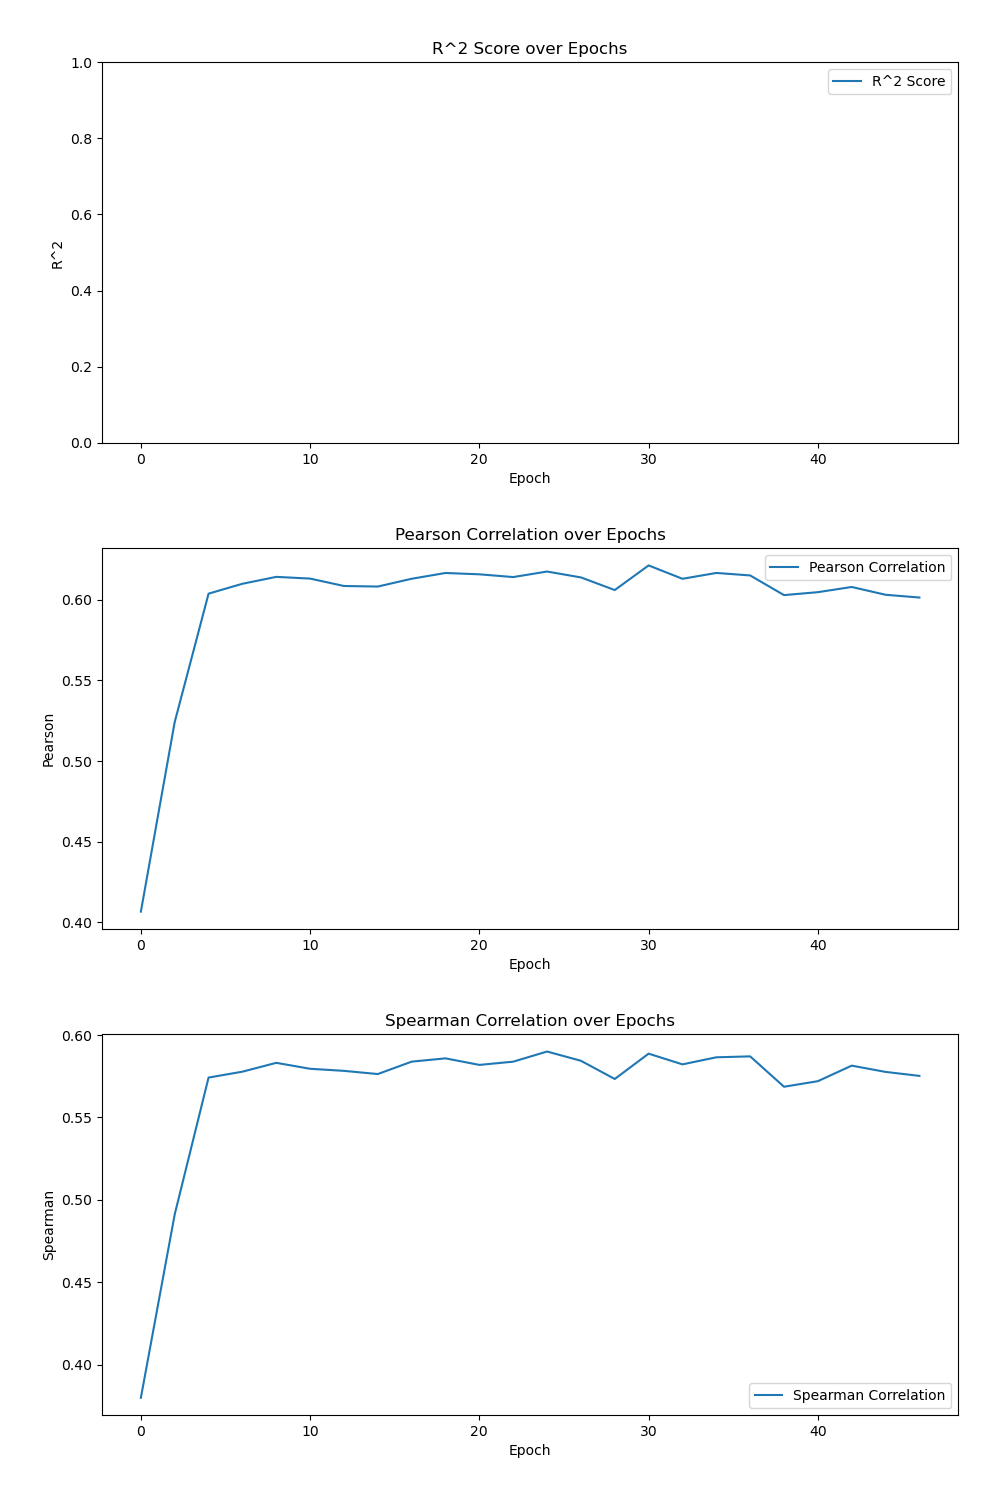 R^2 Score over Epochs
1.0
R^2 Score
0.8
0.6
R^2
0.4
0.2
0.0
0 10 20 30 40
Epoch
Pearson Correlation over Epochs
Pearson Correlation
0.60
0.55
Pearson
0.50
0.45
0.40
0 10 20 30 40
Epoch
Spearman Correlation over Epochs
0.60
0.55
0.50
Spearman
0.45
0.40
Spearman Correlation
0 10 20 30 40
Epoch